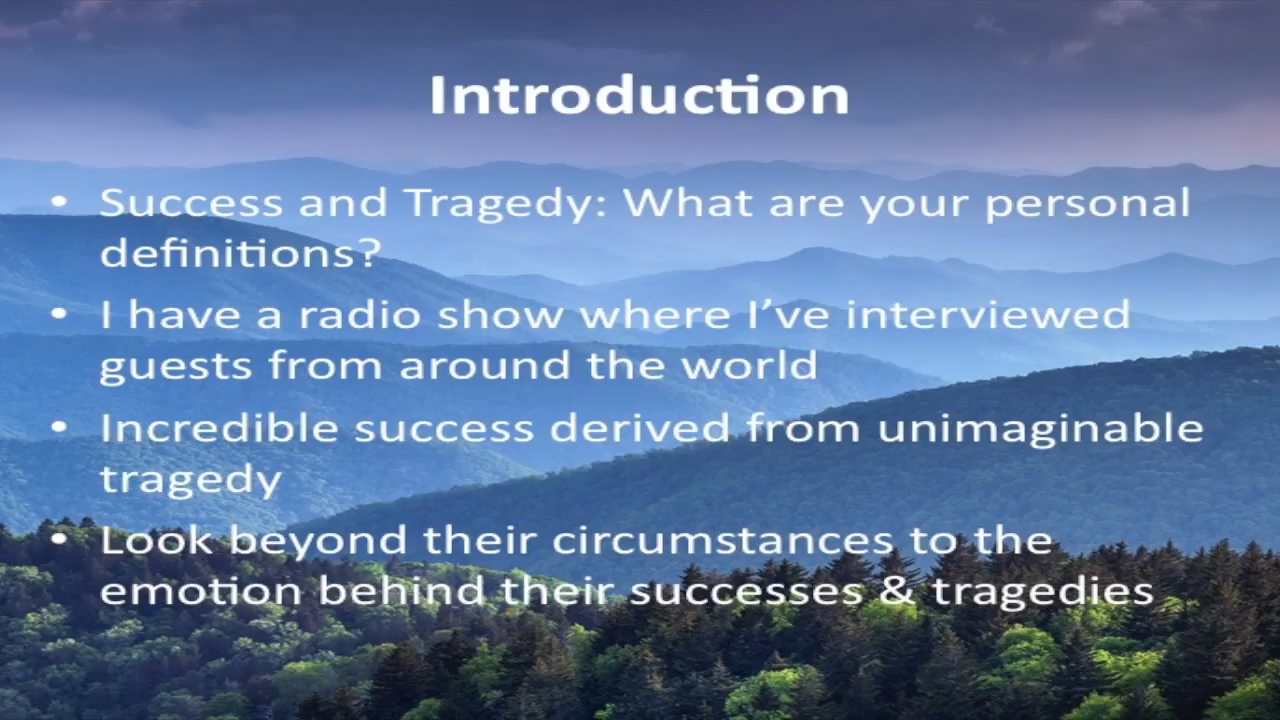 Introduction
• Success and Tragedy: What are your personal
definitions?
• I have a radio show where I’ve interviewed
guests from around the world
• Incredible success derived from unimaginable
tragedy
• Look beyond their circumstances to the
emotion behind their successes & tragedies